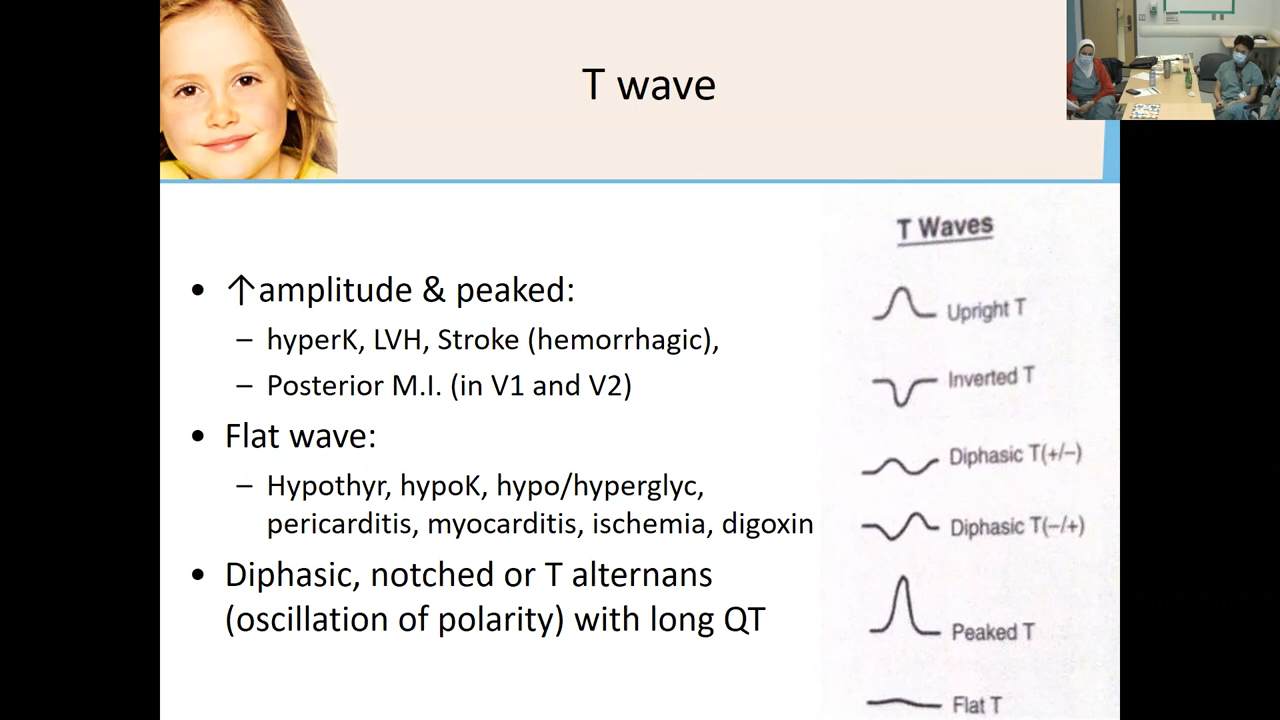 T wave
• ↑amplitude & peaked:
– hyperK, LVH, Stroke (hemorrhagic),
– Posterior M.I. (in V1 and V2)
• Flat wave:
– Hypothyr, hypoK, hypo/hyperglyc,
pericarditis, myocarditis, ischemia, digoxin
• Diphasic, notched or T alternans
(oscillation of polarity) with long QT
T Waves
Upright T
Inverted T
Diphasic T(+/–)
Diphasic T(–/+)
Peaked T
Flat T